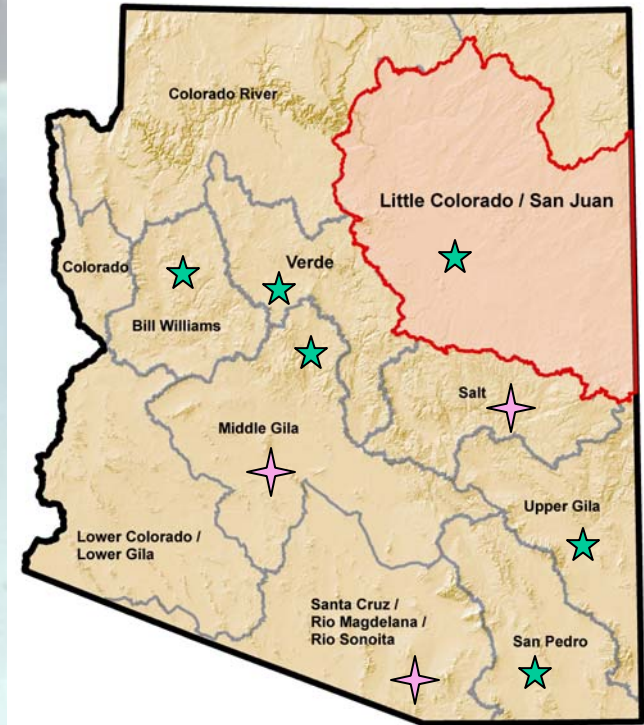 Colorado River
Little Colorado / San Juan
Verde
Colorado
Bill Williams
Salt
Middle Gila
Upper Gila
Lower Colorado /
Lower Gila
Santa Cruz /
Rio Magdelana /
Rio Sonoita
San Pedro